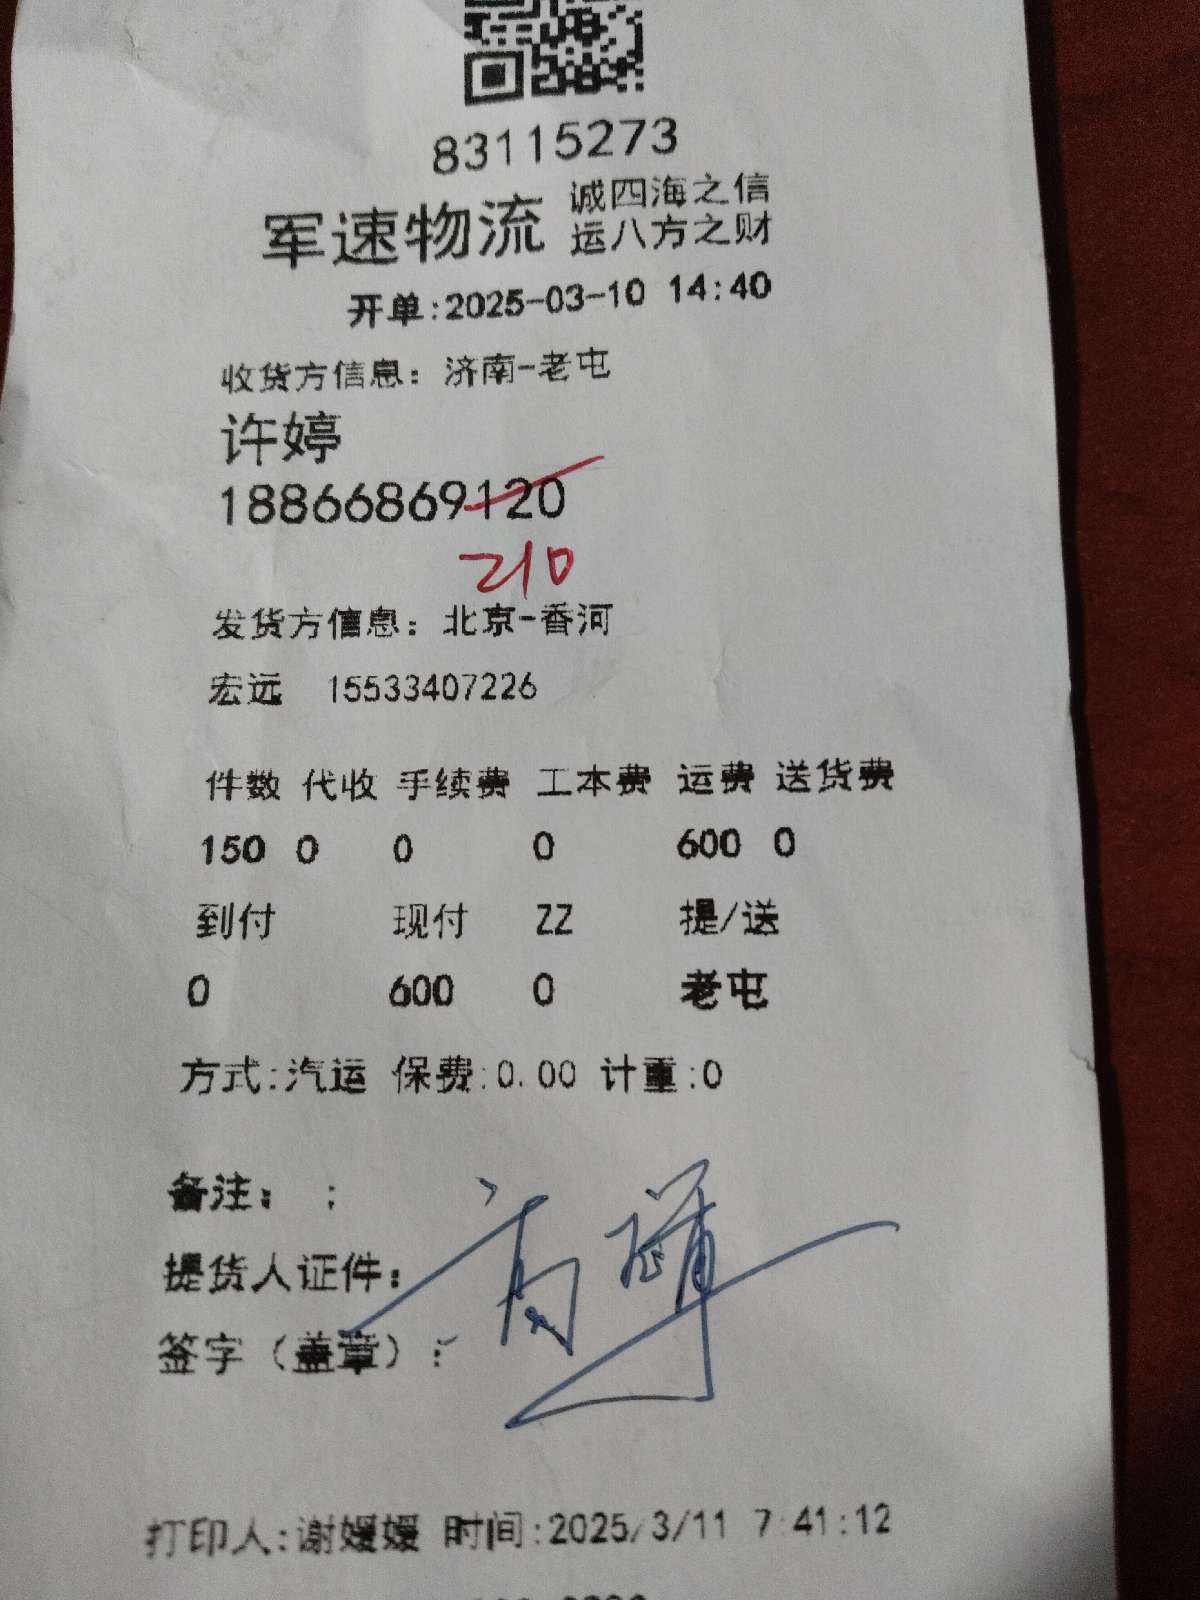 83115273
军速物流 诚四海之信
运八方之财
开单:2025-03-10 14:40
收货方信息: 济南-老屯
许婷
18866869120
210
发货方信息: 北京-香河
宏远 15533407226
件数 代收 手续费 工本费 运费 送货费
150 0 0 0 600 0
到付 现付 ZZ 提/送
0 600 0 老屯
方式:汽运 保费:0.00 计重:0
备注: ;
提货人证件:
签字(盖章):
打印人:谢媛媛 时间:2025/3/11 7:41:12